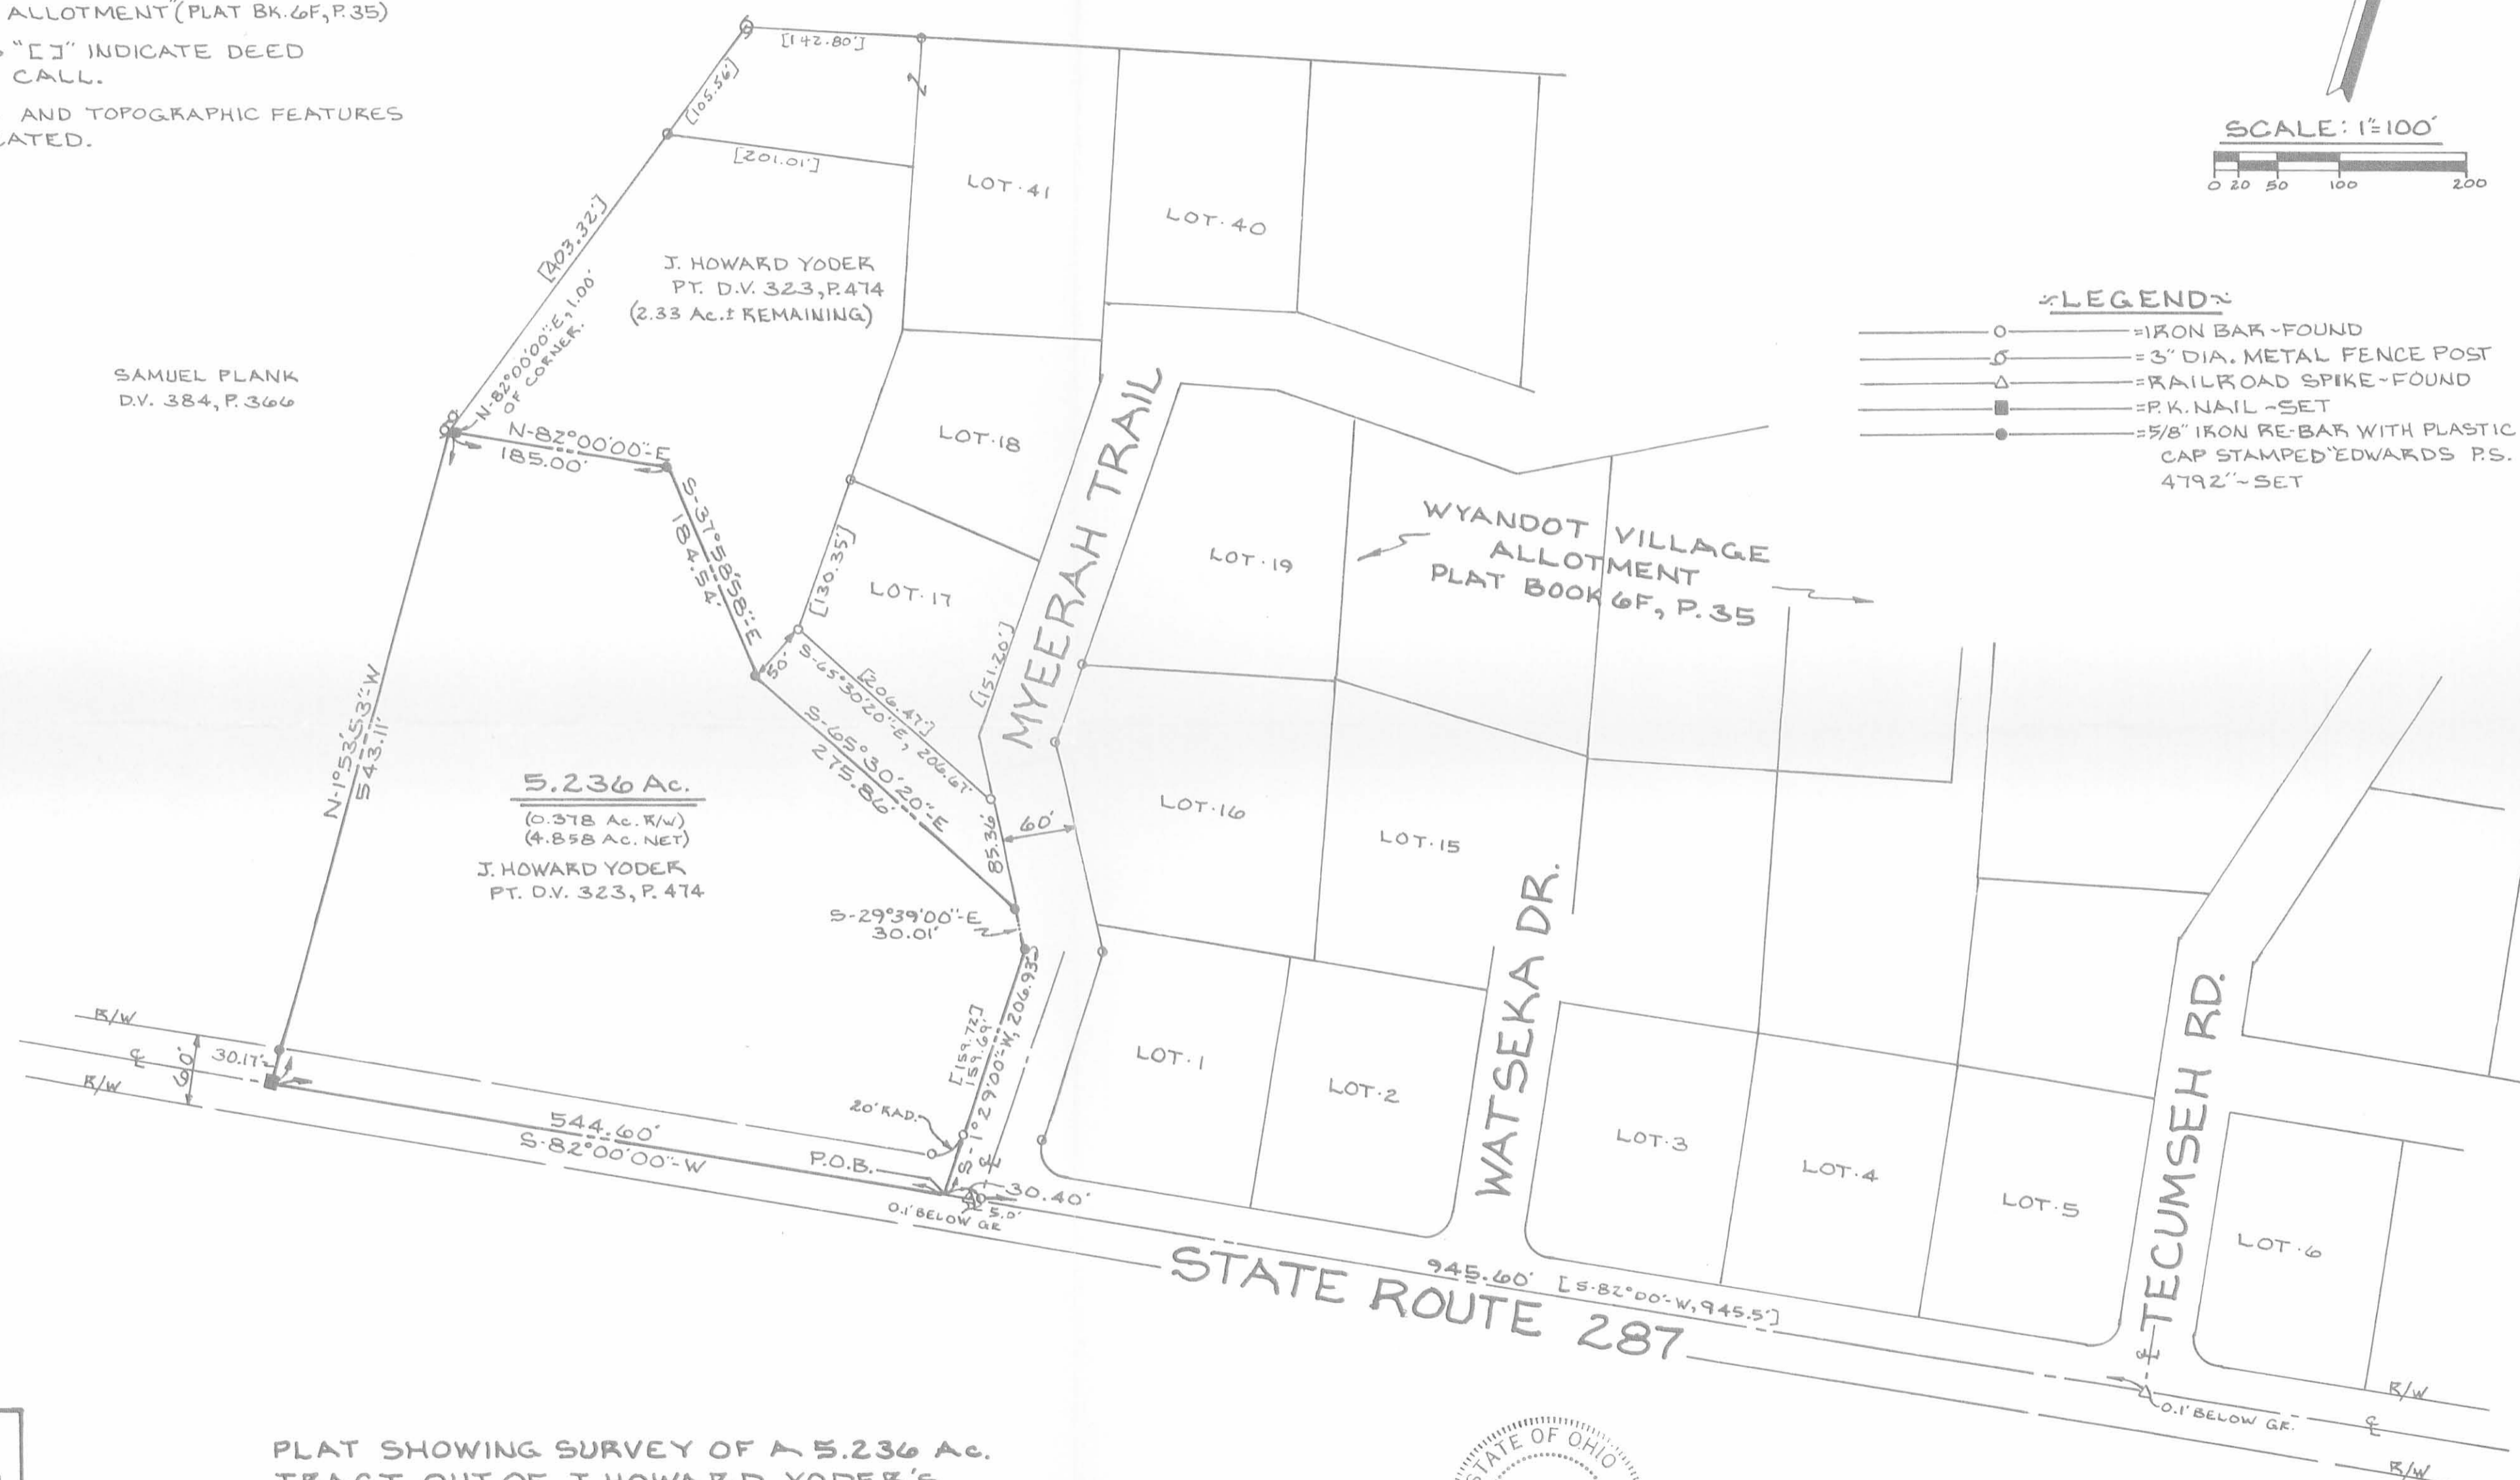 ALLOTMENT" (PLAT BK. 6F, P. 35)
"[ ]" INDICATE DEED
CALL.
AND TOPOGRAPHIC FEATURES
[142.80']
[105.56']
[201.01']
[403.32']
N-82°00'00"-E, 1.00'
OF CORNER.
LOT·41
LOT·40
J. HOWARD YODER
PT. D.V. 323, P. 474
(2.33 Ac.± REMAINING)
SAMUEL PLANK
D.V. 384, P. 366
SCALE: 1"=100'
0 20 50 100 200
~LEGEND~
=IRON BAR~FOUND
=3" DIA. METAL FENCE POST
=RAILROAD SPIKE~FOUND
=P.K. NAIL~SET
=5/8" IRON RE-BAR WITH PLASTIC
CAP STAMPED "EDWARDS P.S.
4792"~SET
N-82°00'00"-E
185.00'
S-37°58'58"-E
184.54'
LOT·18
LOT·17
[130.35']
[151.20']
MYEERAH TRAIL
LOT·19
WYANDOT VILLAGE
ALLOTMENT
PLAT BOOK 6F, P. 35
50'
[206.47']
S-65°30'20"-E, 206.67'
S-65°30'20"-E
275.86'
N-1°53'53"-W
543.11'
5.236 Ac.
(0.378 Ac. R/W)
(4.858 Ac. NET)
J. HOWARD YODER
PT. D.V. 323, P. 474
85.36'
60'
LOT·16
LOT·15
S-29°39'00"-E
30.01'
[159.72']
159.69'
S-1°29'00"-W, 206.93'
R/W
℄
R/W
60'
30.17'
20' RAD.
P.O.B.
544.60'
S-82°00'00"-W
℄
30.40'
5.0'
0.1' BELOW GR.
LOT·1
LOT·2
WATSEKA DR.
LOT·3
LOT·4
LOT·5
℄ TECUMSEH RD.
LOT·6
STATE ROUTE 287
945.60' [S-82°00'-W, 945.5']
0.1' BELOW GR.
R/W
℄
R/W
PLAT SHOWING SURVEY OF A 5.236 Ac.
TRACT OUT OF J. HOWARD YODER'S
STATE OF OHIO